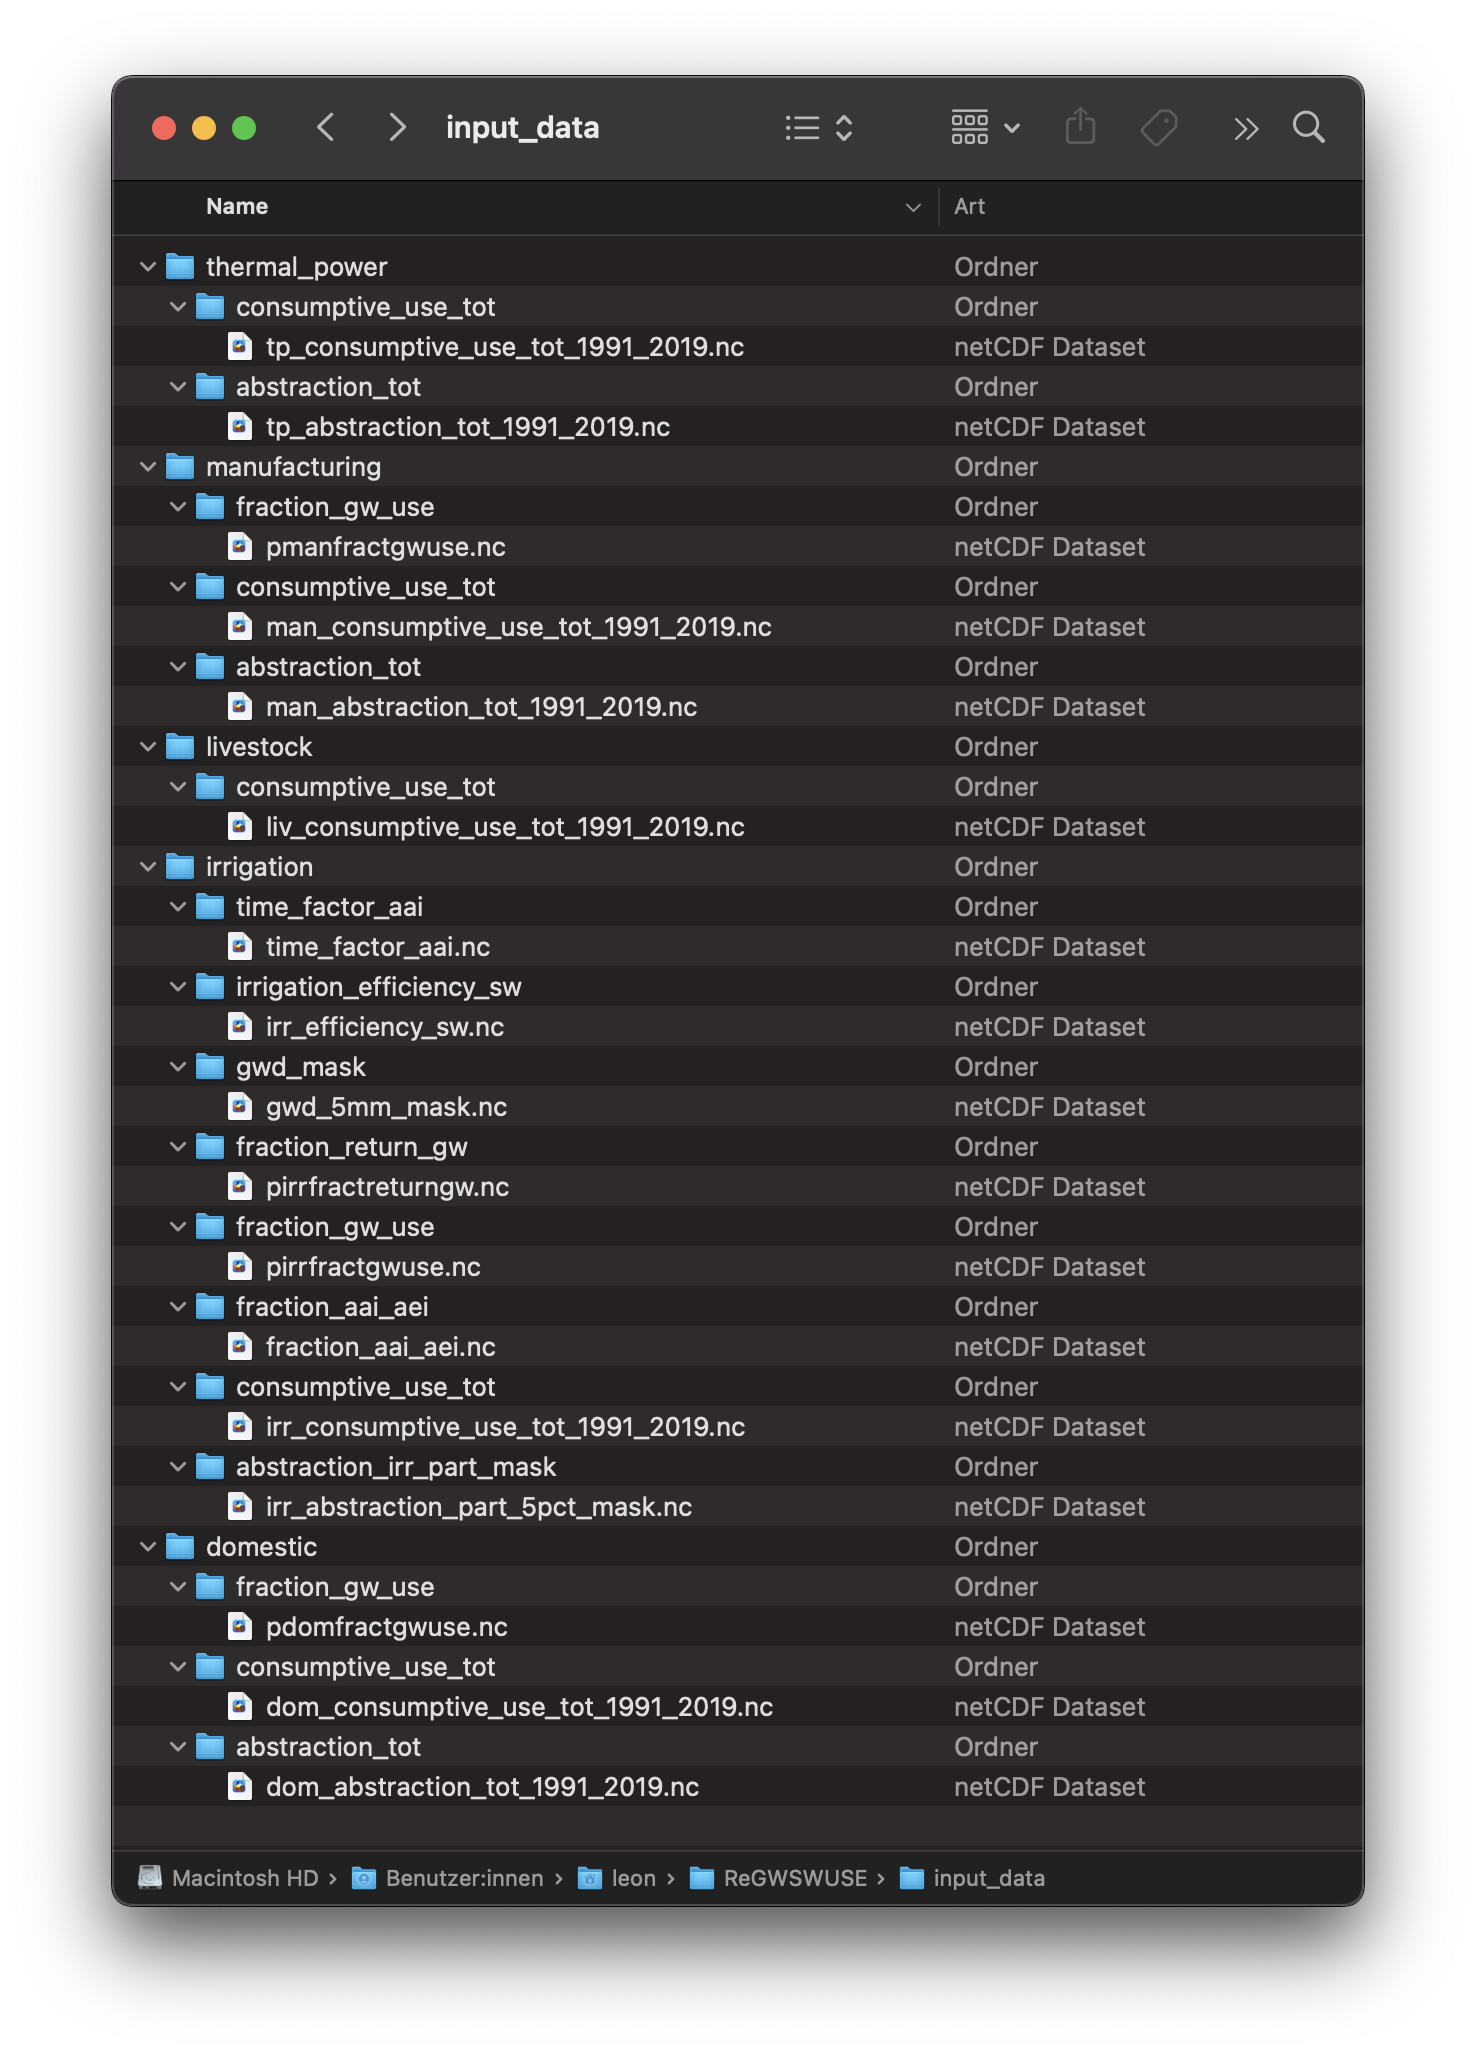 input_data
Name Art
thermal_power Ordner
consumptive_use_tot Ordner
tp_consumptive_use_tot_1991_2019.nc netCDF Dataset
abstraction_tot Ordner
tp_abstraction_tot_1991_2019.nc netCDF Dataset
manufacturing Ordner
fraction_gw_use Ordner
pmanfractgwuse.nc netCDF Dataset
consumptive_use_tot Ordner
man_consumptive_use_tot_1991_2019.nc netCDF Dataset
abstraction_tot Ordner
man_abstraction_tot_1991_2019.nc netCDF Dataset
livestock Ordner
consumptive_use_tot Ordner
liv_consumptive_use_tot_1991_2019.nc netCDF Dataset
irrigation Ordner
time_factor_aai Ordner
time_factor_aai.nc netCDF Dataset
irrigation_efficiency_sw Ordner
irr_efficiency_sw.nc netCDF Dataset
gwd_mask Ordner
gwd_5mm_mask.nc netCDF Dataset
fraction_return_gw Ordner
pirrfractreturngw.nc netCDF Dataset
fraction_gw_use Ordner
pirrfractgwuse.nc netCDF Dataset
fraction_aai_aei Ordner
fraction_aai_aei.nc netCDF Dataset
consumptive_use_tot Ordner
irr_consumptive_use_tot_1991_2019.nc netCDF Dataset
abstraction_irr_part_mask Ordner
irr_abstraction_part_5pct_mask.nc netCDF Dataset
domestic Ordner
fraction_gw_use Ordner
pdomfractgwuse.nc netCDF Dataset
consumptive_use_tot Ordner
dom_consumptive_use_tot_1991_2019.nc netCDF Dataset
abstraction_tot Ordner
dom_abstraction_tot_1991_2019.nc netCDF Dataset
Macintosh HD › Benutzer:innen › leon › ReGWSWUSE › input_data